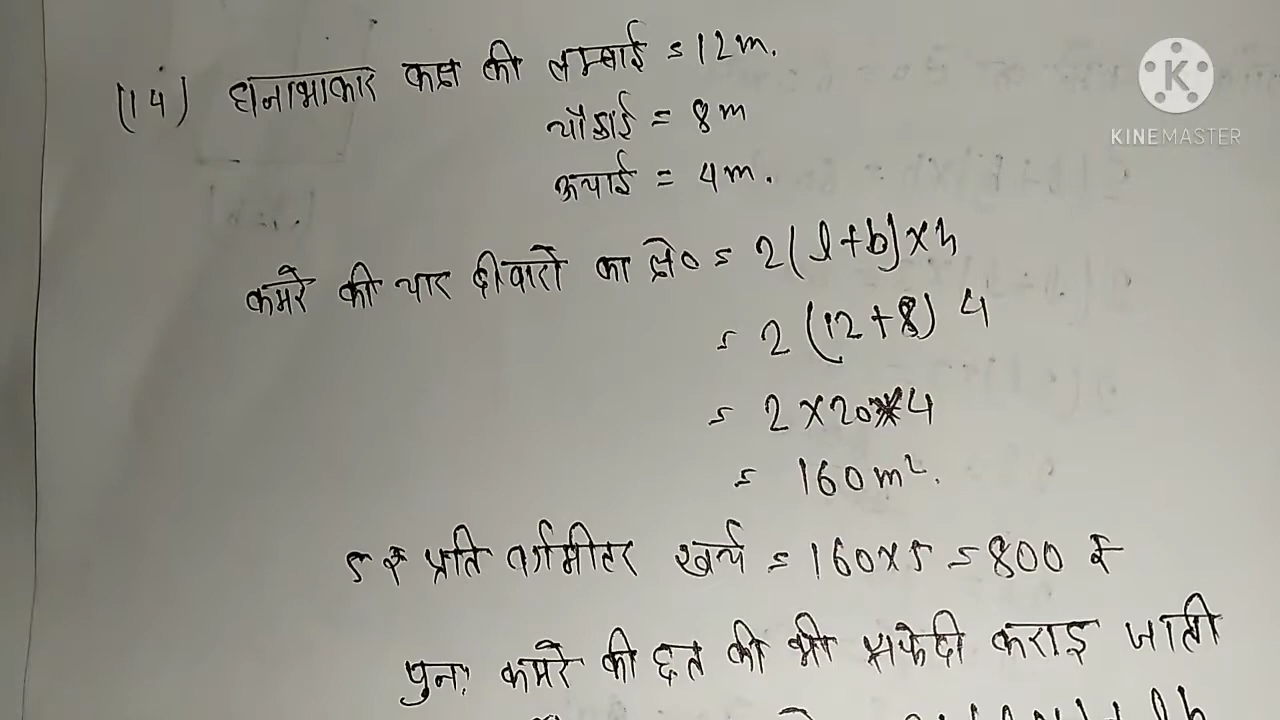 (14) घनाभाकार कक्ष की लम्बाई = 12m.
चौडाई = 8m
ऊचाई = 4m.
कमरे की चार दीवारो का क्षे० = 2(l+b)×h
= 2(12+8) 4
= 2×20×4
= 160m².
5 ₹ प्रति वर्गमीटर खर्च = 160×5 = 800 ₹
पुनः कमरे की छत की भी सफेदी कराइ जाती
K
KINEMASTER